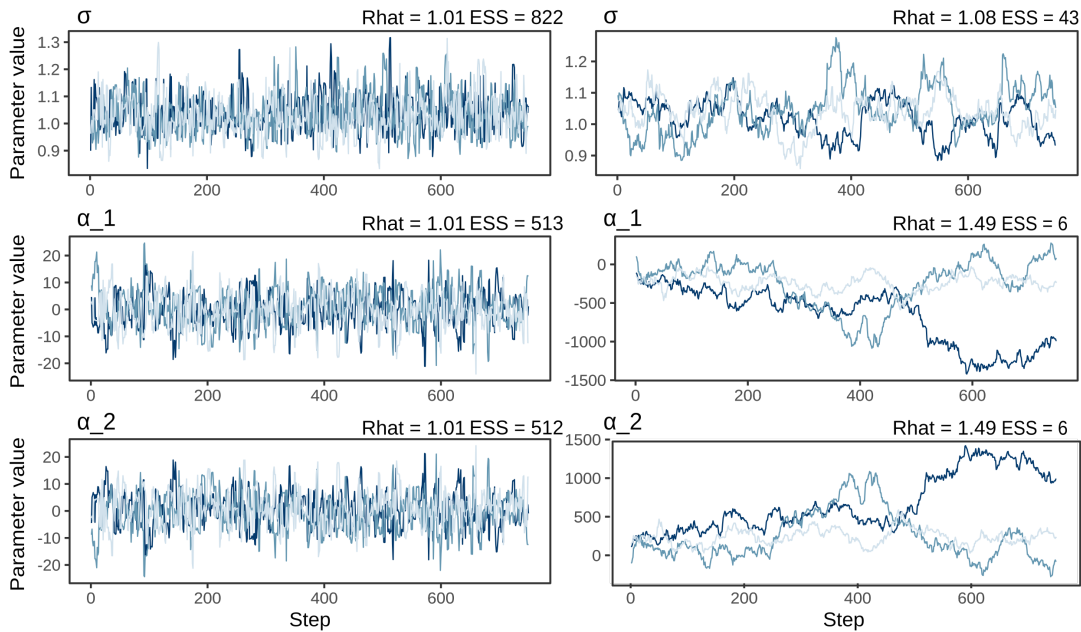 σ Rhat = 1.01 ESS = 822
σ Rhat = 1.08 ESS = 43
Parameter value
1.3
1.2
1.1
1.0
0.9
0 200 400 600
1.2
1.1
1.0
0.9
0 200 400 600
α_1 Rhat = 1.01 ESS = 513
α_1 Rhat = 1.49 ESS = 6
Parameter value
20
10
0
-10
-20
0 200 400 600
0
-500
-1000
-1500
0 200 400 600
α_2 Rhat = 1.01 ESS = 512
α_2 Rhat = 1.49 ESS = 6
Parameter value
20
10
0
-10
-20
0 200 400 600
Step
1500
1000
500
0
0 200 400 600
Step